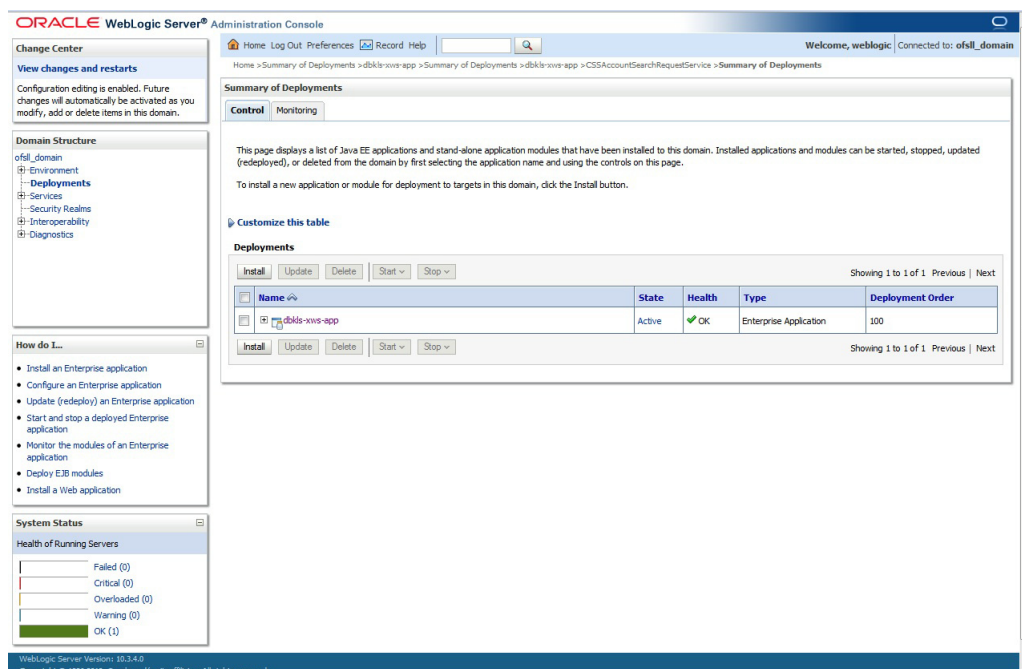 ORACLE WebLogic Server® Administration Console
Change Center
View changes and restarts
Configuration editing is enabled. Future
changes will automatically be activated as you
modify, add or delete items in this domain.
Domain Structure
ofsll_domain
Environment
Deployments
Services
Security Realms
Interoperability
Diagnostics
How do I...
Install an Enterprise application
Configure an Enterprise application
Update (redeploy) an Enterprise application
Start and stop a deployed Enterprise
application
Monitor the modules of an Enterprise
application
Deploy EJB modules
Install a Web application
System Status
Health of Running Servers
Failed (0)
Critical (0)
Overloaded (0)
Warning (0)
OK (1)
Home Log Out Preferences Record Help
Welcome, weblogic Connected to: ofsll_domain
Home >Summary of Deployments >dbkls-xws-app >Summary of Deployments >dbkls-xws-app >CSSAccountSearchRequestService >Summary of Deployments
Summary of Deployments
Control Monitoring
This page displays a list of Java EE applications and stand-alone application modules that have been installed to this domain. Installed applications and modules can be started, stopped, updated
(redeployed), or deleted from the domain by first selecting the application name and using the controls on this page.
To install a new application or module for deployment to targets in this domain, click the Install button.
Customize this table
Deployments
Install Update Delete Start Stop Showing 1 to 1 of 1 Previous | Next
Name State Health Type Deployment Order
dbkls-xws-app Active OK Enterprise Application 100
Install Update Delete Start Stop Showing 1 to 1 of 1 Previous | Next
WebLogic Server Version: 10.3.4.0